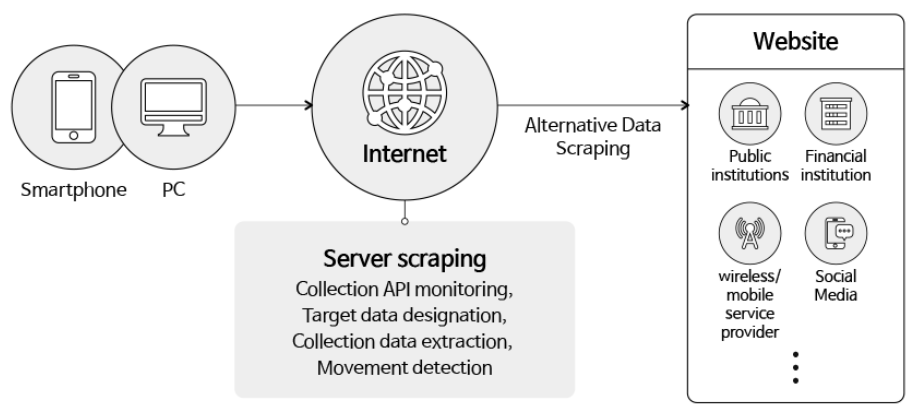 Smartphone
PC
Internet
Server scraping
Collection API monitoring,
Target data designation,
Collection data extraction,
Movement detection
Alternative Data
Scraping
Website
Public
institutions
Financial
institution
wireless/
mobile
service
provider
Social
Media